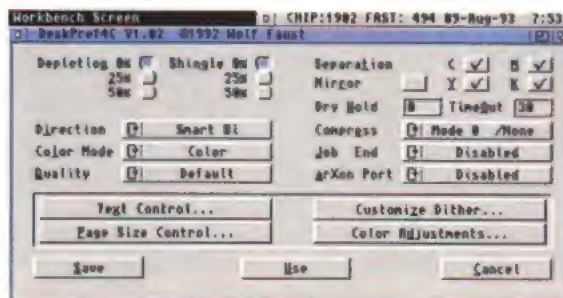 Workbench Screen CHIP:1982 FAST: 494 09-Aug-93 7:53
DeskPref4C V1.02 ©1992 Wolf Faust
Depletion 0% Shingle 0% Separation C M
25% 25% Mirror Y K
50% 50%
Dry Hold 0 TimeOut 30
Direction Smart Bi Compress Mode 0 /None
Color Mode Color Job End Disabled
Quality Default arXon Port Disabled
Text Control... Customize Dither...
Page Size Control... Color Adjustments...
Save Use Cancel